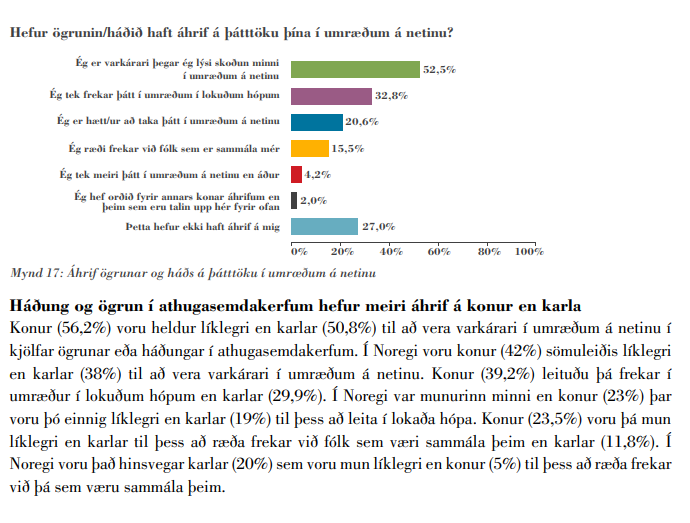 Hefur ögrunin/háðið haft áhrif á þátttöku þína í umræðum á netinu?
Ég er varkárari þegar ég lýsi skoðun minni
í umræðum á netinu
52,5%
Ég tek frekar þátt í umræðum í lokuðum hópum
32,8%
Ég er hætt/ur að taka þátt í umræðum á netinu
20,6%
Ég ræði frekar við fólk sem er sammála mér
15,5%
Ég tek meiri þátt í umræðum á netinu en áður
4,2%
Ég hef orðið fyrir annars konar áhrifum en
þeim sem eru talin upp hér fyrir ofan
2,0%
Þetta hefur ekki haft áhrif á mig
27,0%
0% 20% 40% 60% 80% 100%
Mynd 17: Áhrif ögrunar og háðs á þátttöku í umræðum á netinu
Háðung og ögrun í athugasemdakerfum hefur meiri áhrif á konur en karla
Konur (56,2%) voru heldur líklegri en karlar (50,8%) til að vera varkárari í umræðum á netinu í
kjölfar ögrunar eða háðungar í athugasemdakerfum. Í Noregi voru konur (42%) sömuleiðis líklegri
en karlar (38%) til að vera varkárari í umræðum á netinu. Konur (39,2%) leituðu þá frekar í
umræður í lokuðum hópum en karlar (29,9%). Í Noregi var munurinn minni en konur (23%) þar
voru þó einnig líklegri en karlar (19%) til þess að leita í lokaða hópa. Konur (23,5%) voru þá mun
líklegri en karlar til þess að ræða frekar við fólk sem væri sammála þeim en karlar (11,8%). Í
Noregi voru það hinsvegar karlar (20%) sem voru mun líklegri en konur (5%) til þess að ræða frekar
við þá sem væru sammála þeim.